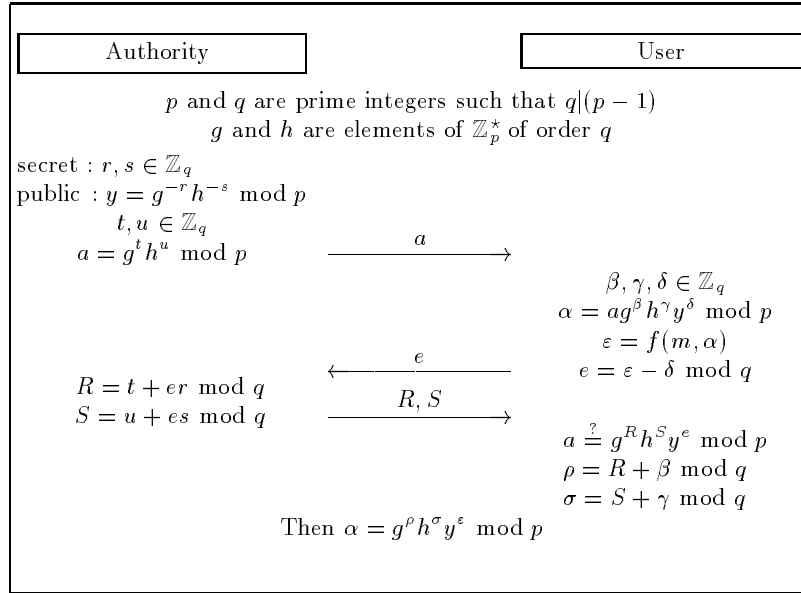 Authority
User
p and q are prime integers such that q|(p − 1)
g and h are elements of ℤ_p^⋆ of order q
secret : r, s ∈ ℤ_q
public : y = g^{−r} h^{−s} mod p
t, u ∈ ℤ_q
a = g^t h^u mod p
a
β, γ, δ ∈ ℤ_q
α = ag^β h^γ y^δ mod p
ε = f(m, α)
e = ε − δ mod q
e
R = t + er mod q
S = u + es mod q
R, S
a ≟ g^R h^S y^e mod p
ρ = R + β mod q
σ = S + γ mod q
Then α = g^ρ h^σ y^ε mod p